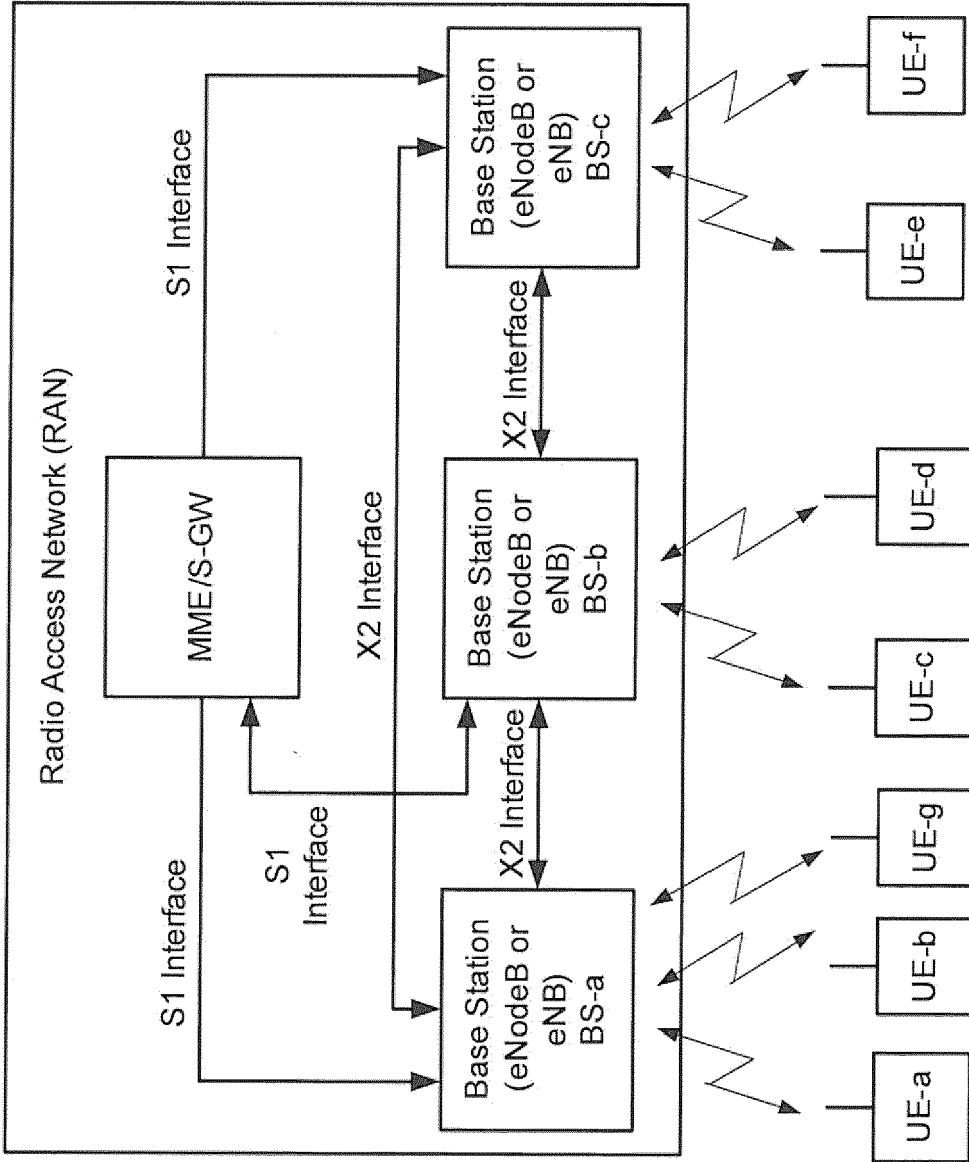 Radio Access Network (RAN)
S1 Interface
MME/S-GW
S1 Interface
S1
Interface
X2 Interface
Base Station
(eNodeB or
eNB)
BS-a
X2 Interface
Base Station
(eNodeB or
eNB)
BS-b
X2 Interface
Base Station
(eNodeB or
eNB)
BS-c
UE-a
UE-b
UE-g
UE-c
UE-d
UE-e
UE-f